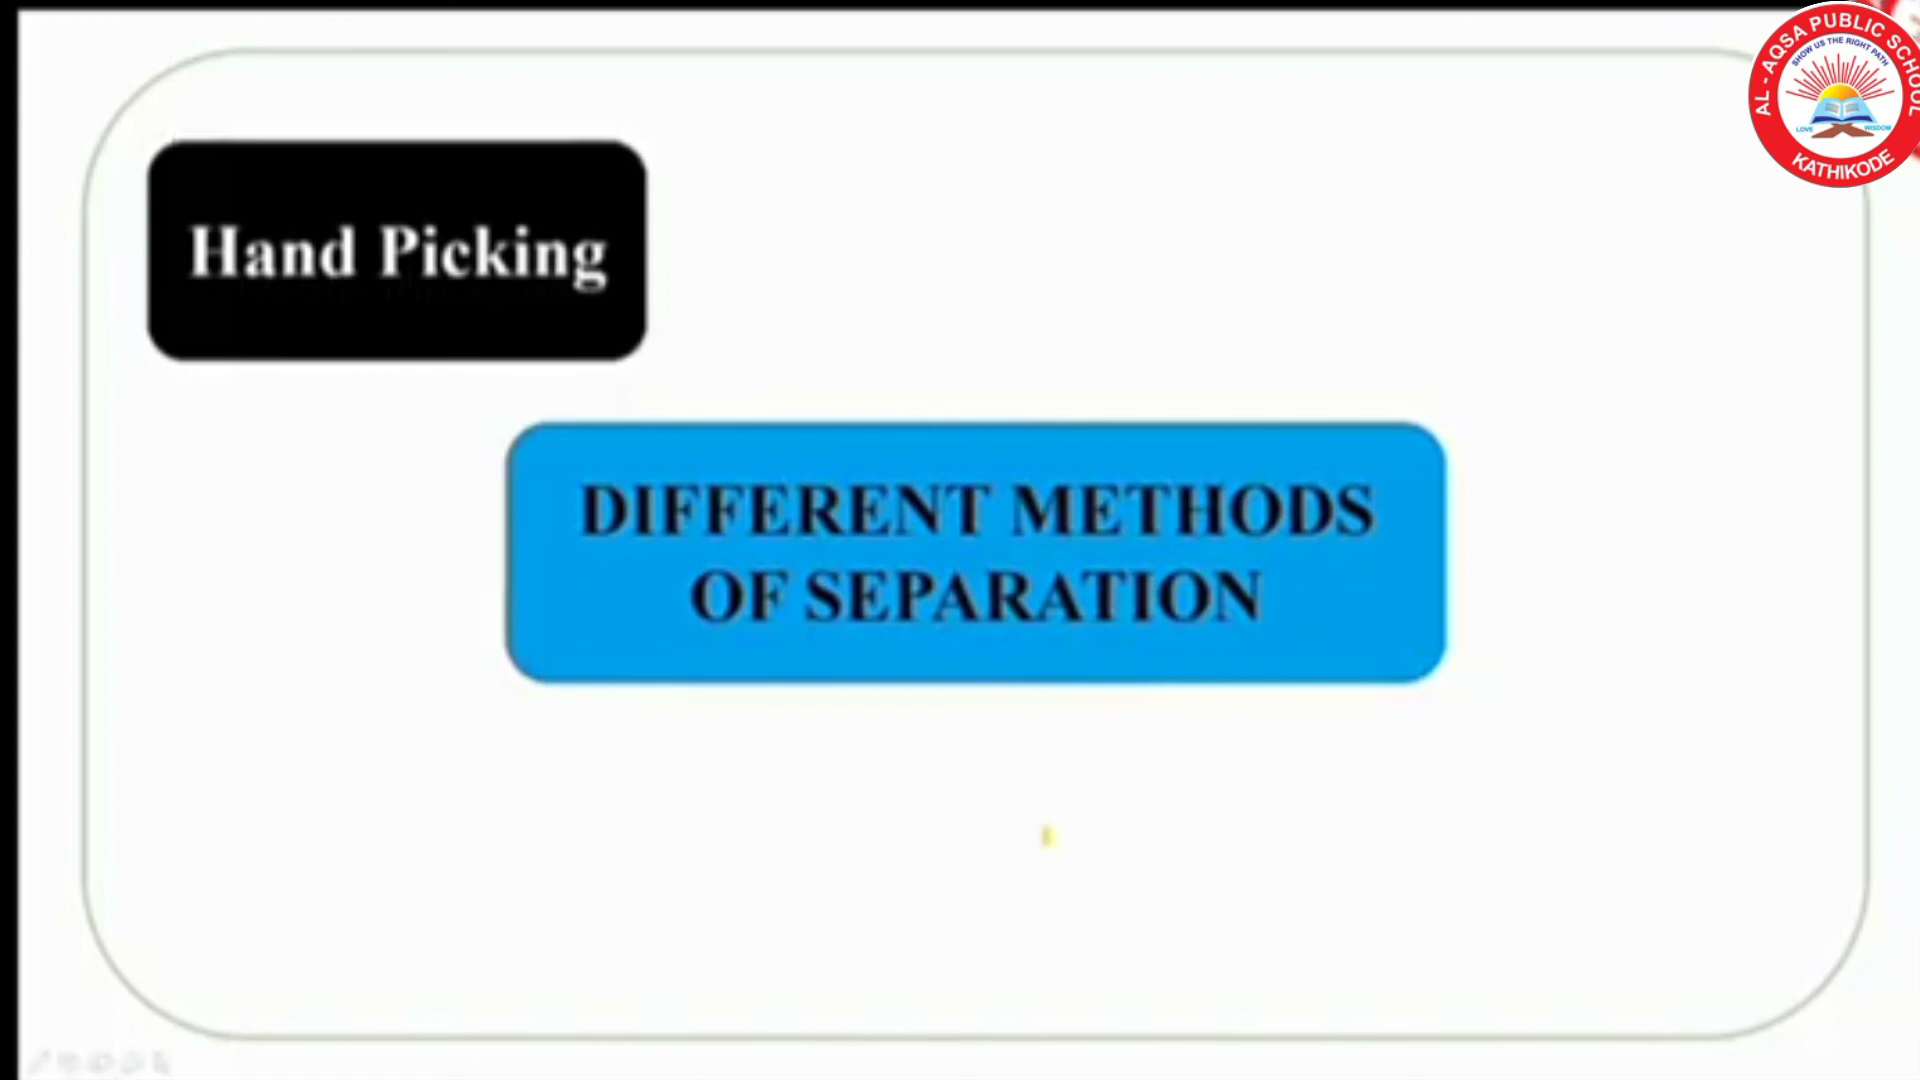 AL - AQSA PUBLIC SCHOOL
SHOW US THE RIGHT PATH
LOVE
WISDOM
KATHIKODE
Hand Picking
DIFFERENT METHODS
OF SEPARATION